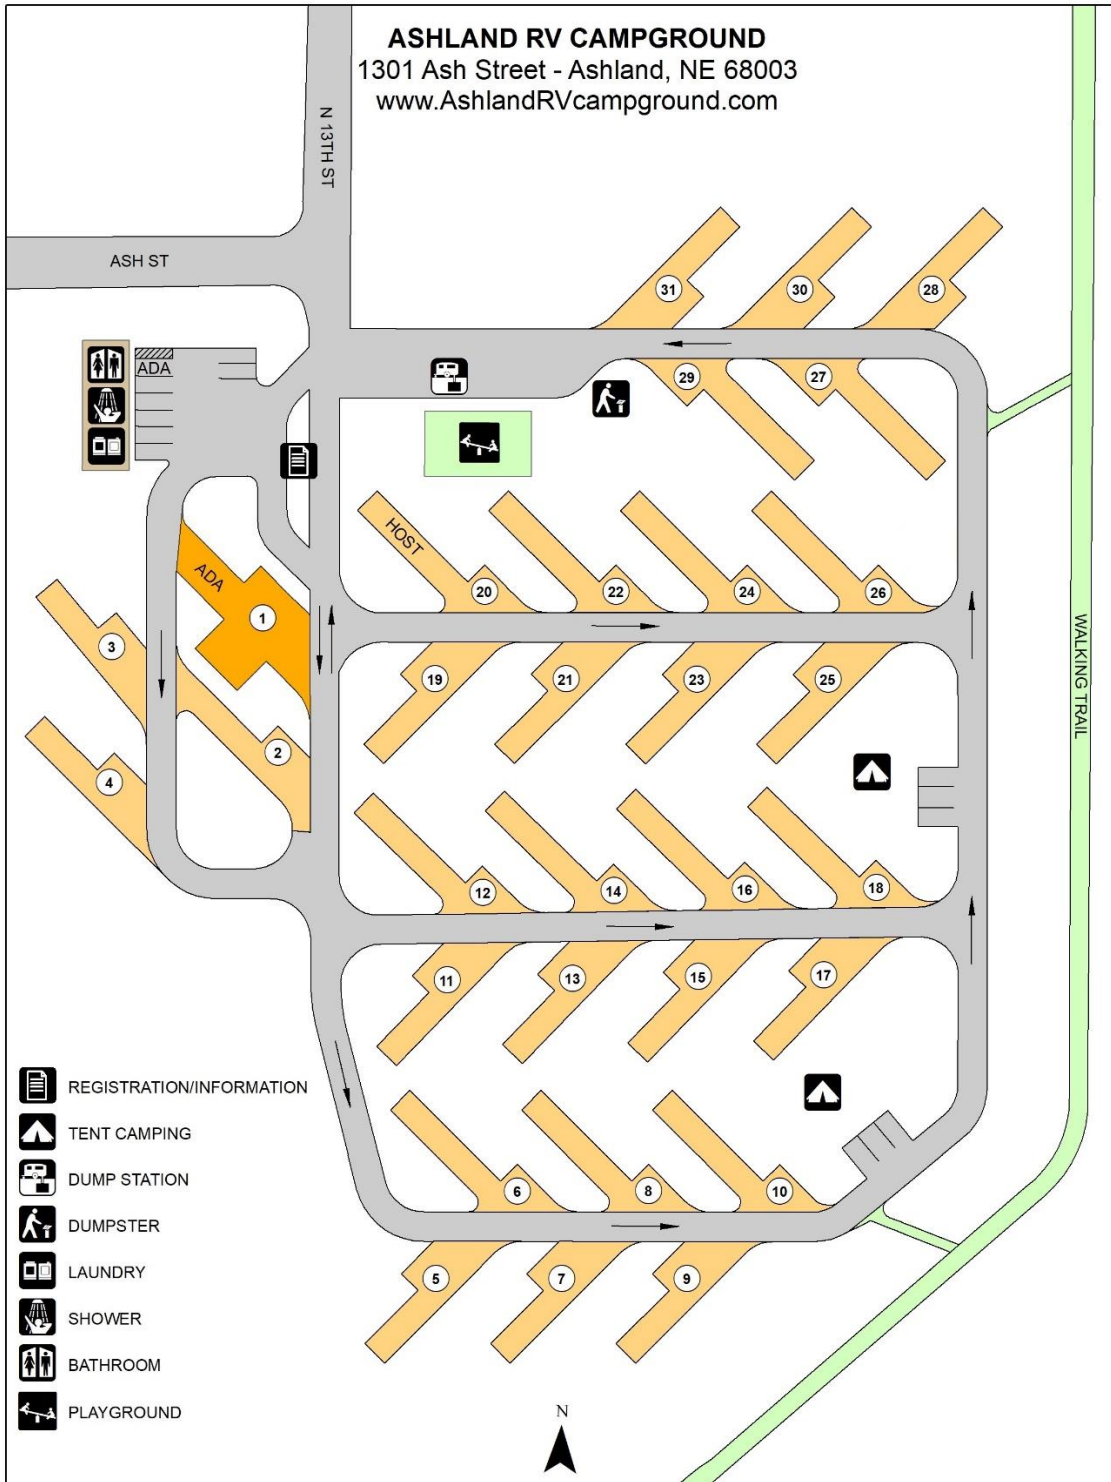 ASHLAND RV CAMPGROUND
1301 Ash Street - Ashland, NE 68003
www.AshlandRVcampground.com
N 13TH ST
ASH ST
31
30
28
ADA
29
27
HOST
20
22
24
26
ADA
1
3
19
21
23
25
WALKING TRAIL
2
4
12
14
16
18
11
13
15
17
6
8
10
5
7
9
REGISTRATION/INFORMATION
TENT CAMPING
DUMP STATION
DUMPSTER
LAUNDRY
SHOWER
BATHROOM
PLAYGROUND
N